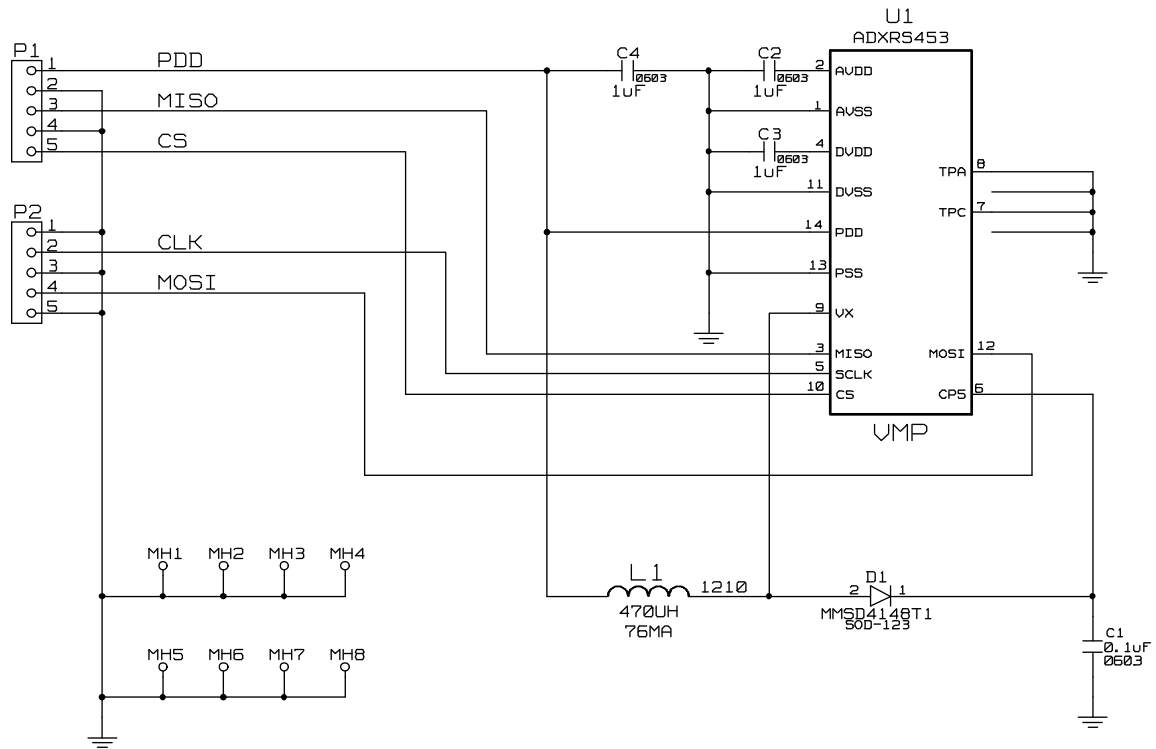 U1
ADXRS453
P1
1
2
3
4
5
PDD
MISO
CS
C4
0603
1uF
C2
0603
1uF
C3
0603
1uF
2 AVDD
1 AVSS
4 DVDD
11 DVSS
14 PDD
13 PSS
9 VX
3 MISO
5 SCLK
10 CS
TPA 8
TPC 7
MOSI 12
CP5 6
VMP
P2
1
2
3
4
5
CLK
MOSI
MH1 MH2 MH3 MH4
MH5 MH6 MH7 MH8
L1
1210
470UH
76MA
D1
2 1
MMSD4148T1
SOD-123
C1
0.1uF
0603